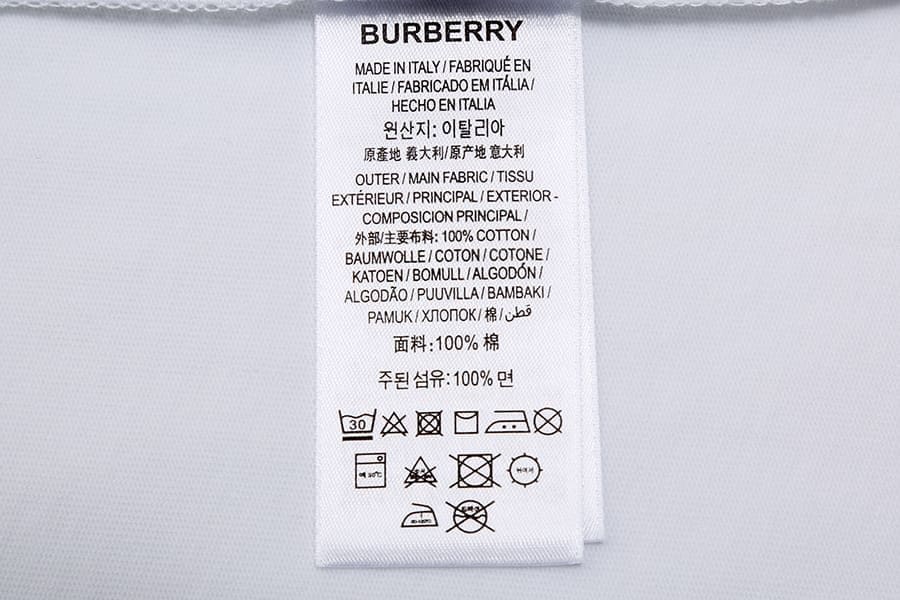 BURBERRY
MADE IN ITALY / FABRIQUÉ EN
ITALIE / FABRICADO EM ITÁLIA /
HECHO EN ITALIA
원산지: 이탈리아
原產地 義大利/原产地 意大利
OUTER / MAIN FABRIC / TISSU
EXTÉRIEUR / PRINCIPAL / EXTERIOR -
COMPOSICION PRINCIPAL /
外部/主要布料: 100% COTTON /
BAUMWOLLE / COTON / COTONE /
KATOEN / BOMULL / ALGODÓN /
ALGODÃO / PUUVILLA / BAMBAKI /
PAMUK / ХЛОПОК / 棉 / قطن
面料:100% 棉
주된 섬유: 100% 면
30